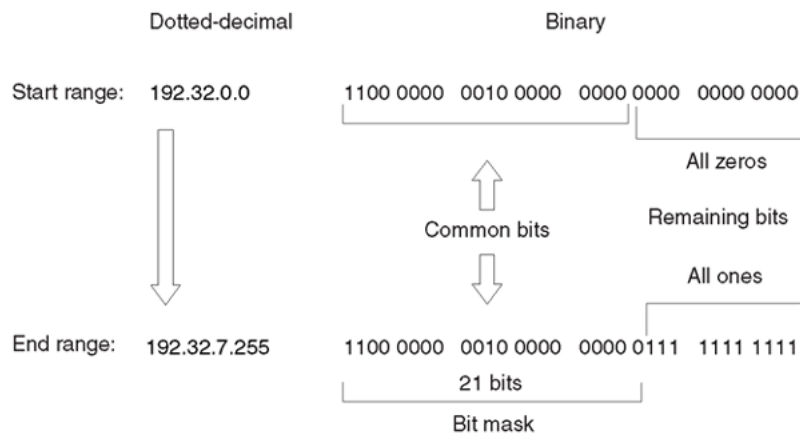 Dotted-decimal Binary
Start range: 192.32.0.0 1100 0000 0010 0000 0000 0000 0000 0000
All zeros
Common bits Remaining bits
All ones
End range: 192.32.7.255 1100 0000 0010 0000 0000 0111 1111 1111
21 bits
Bit mask